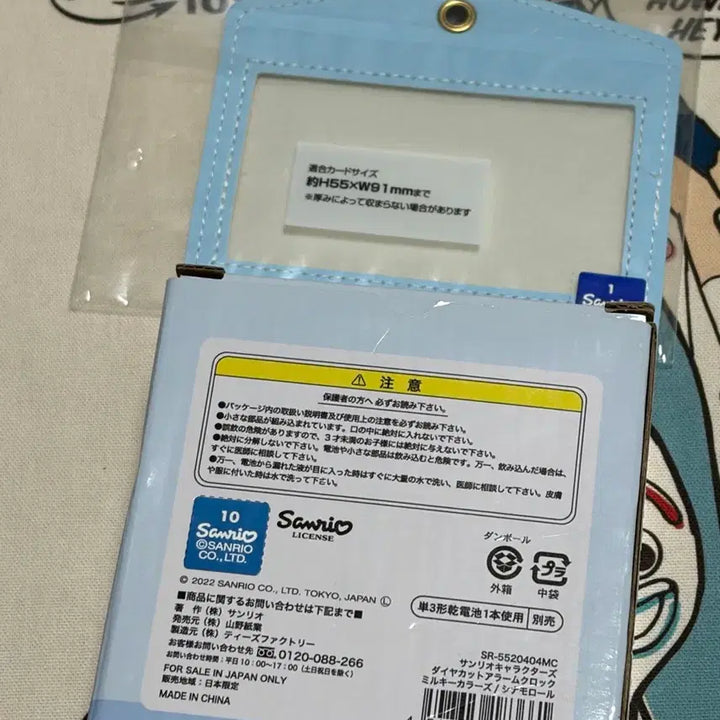 TO
HOW
HEY
適合カードサイズ
約H55×W91mmまで
※厚みによって収まらない場合があります
1
注 意
保護者の方へ 必ずお読み下さい。
●パッケージ内の取扱い説明書及び使用上の注意を必ずお読み下さい。
●小さな部品が組み込まれています。口の中に絶対に入れないで下さい。
●誤飲の危険がありますので、3才未満のお子様には絶対に与えないで下さい。
●絶対に分解しないで下さい。電池や小さな部品は飲み込むと危険です。万一、飲み込んだ場合は、
すぐに医師に相談して下さい。
●万一、電池から漏れた液が目に入った時はすぐに大量の水で洗い、医師に相談して下さい。皮膚
や服に付いた時は水で洗って下さい。
10
Sanrio
©SANRIO
CO., LTD.
Sanrio
LICENSE
© 2022 SANRIO CO., LTD. TOKYO, JAPAN Ⓛ
■商品に関するお問い合わせは下記まで■
著 作 (株) サンリオ
発売元 (株) 山野紙業
製造元 (株) ティーズファクトリー
お客様お問い合わせ先 0120-088-266
お問い合わせ時間：平日10：00～17：00 (土日祝日を除く)
FOR SALE IN JAPAN ONLY
販売地域：日本限定
MADE IN CHINA
ダンボール
外箱
プラ
中袋
単3形乾電池1本使用 別売
SR-5520404MC
サンリオキャラクターズ
ダイヤカットアラームクロック
ミルキーカラーズ / シナモロール